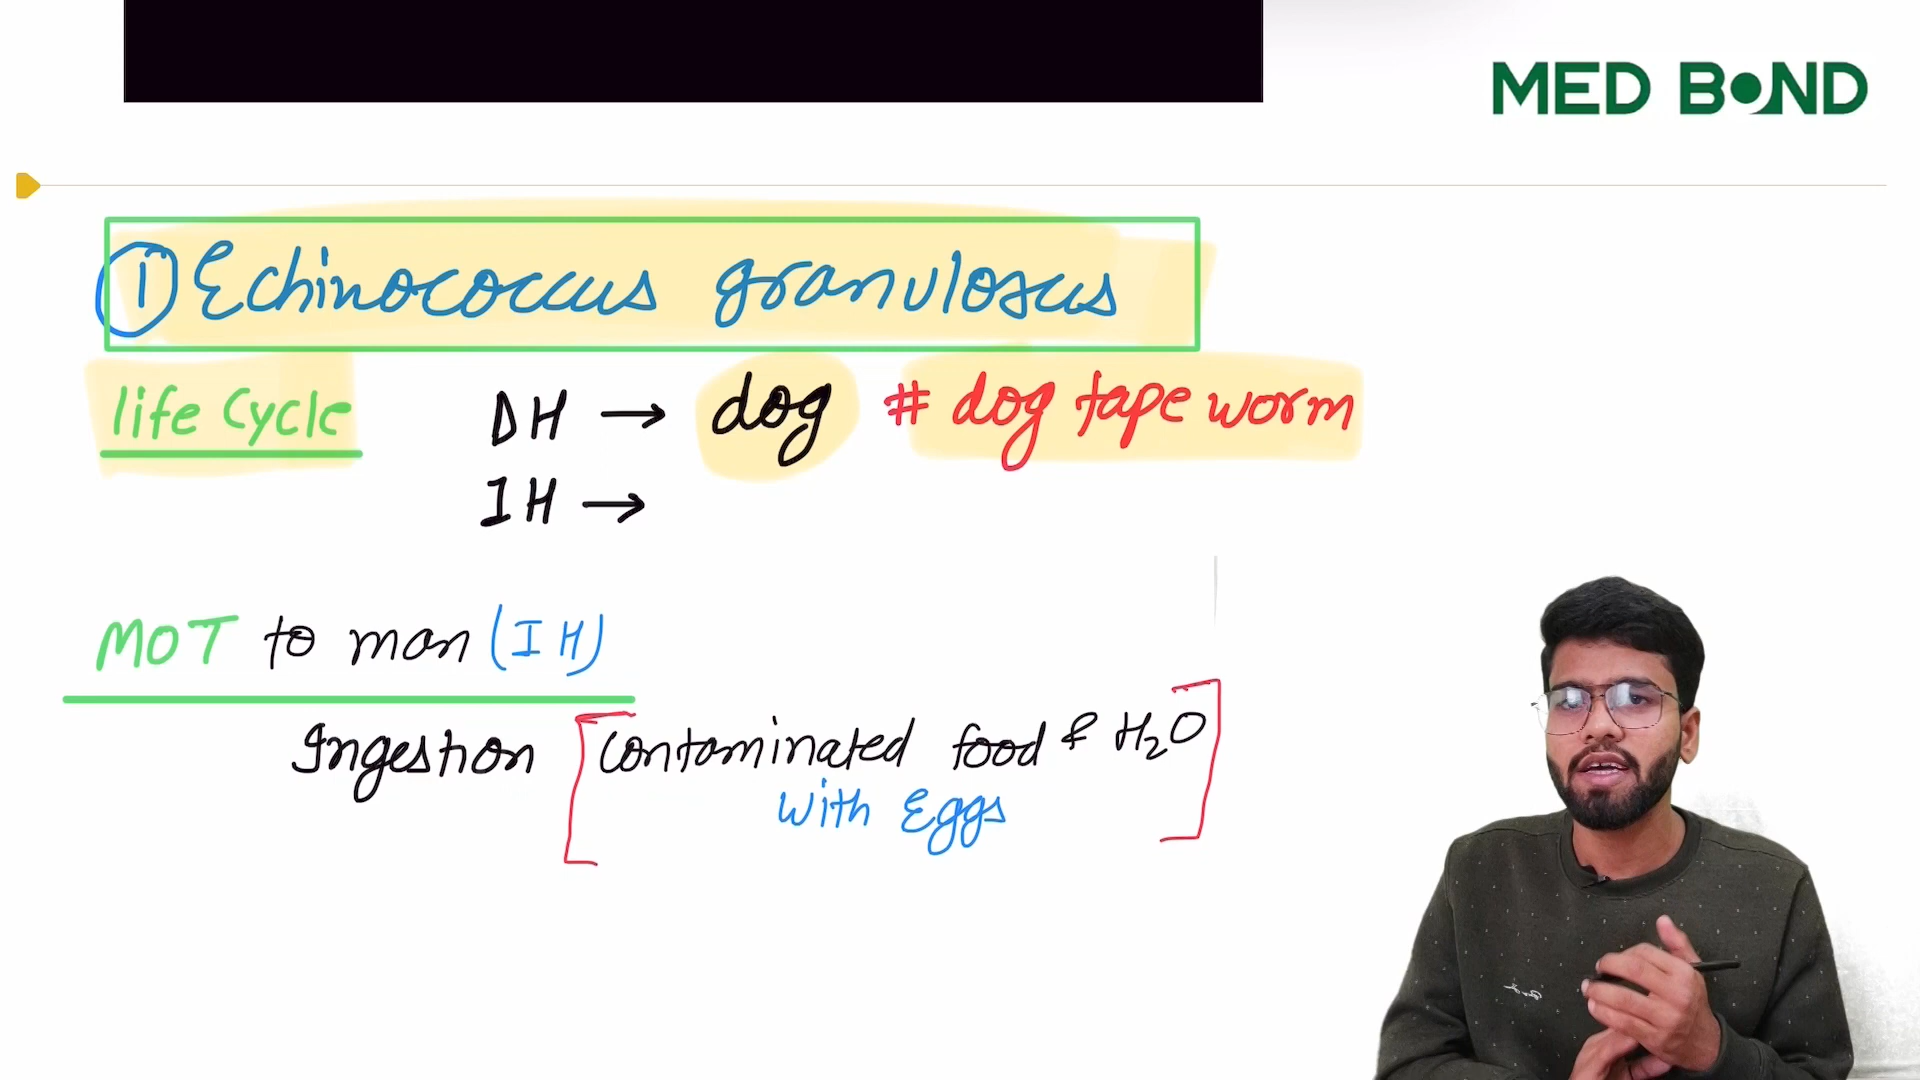 MED BOND
① Echinococcus granulosus
life Cycle DH → dog # dog tape worm
IH →
MOT to man (IH)
Ingestion [contaminated food & H₂O]
with Eggs